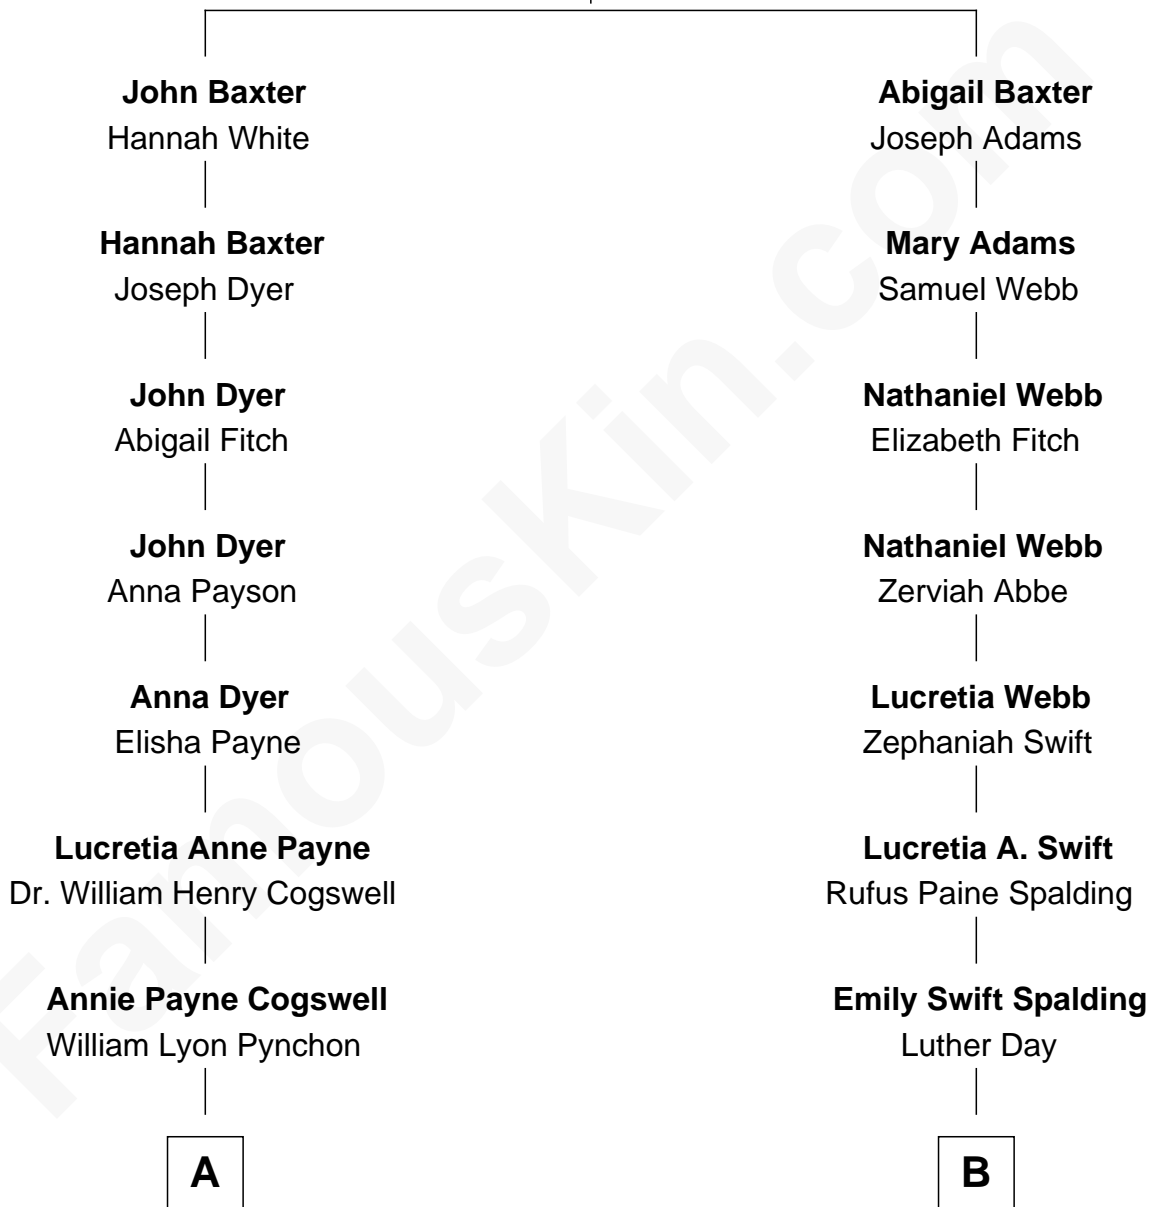 John Baxter
Hannah White
Abigail Baxter
Joseph Adams
Hannah Baxter
Joseph Dyer
Mary Adams
Samuel Webb
John Dyer
Abigail Fitch
Nathaniel Webb
Elizabeth Fitch
John Dyer
Anna Payson
Nathaniel Webb
Zerviah Abbe
Anna Dyer
Elisha Payne
Lucretia Webb
Zephaniah Swift
Lucretia Anne Payne
Dr. William Henry Cogswell
Lucretia A. Swift
Rufus Paine Spalding
Annie Payne Cogswell
William Lyon Pynchon
Emily Swift Spalding
Luther Day
A
B
FamousKin.com